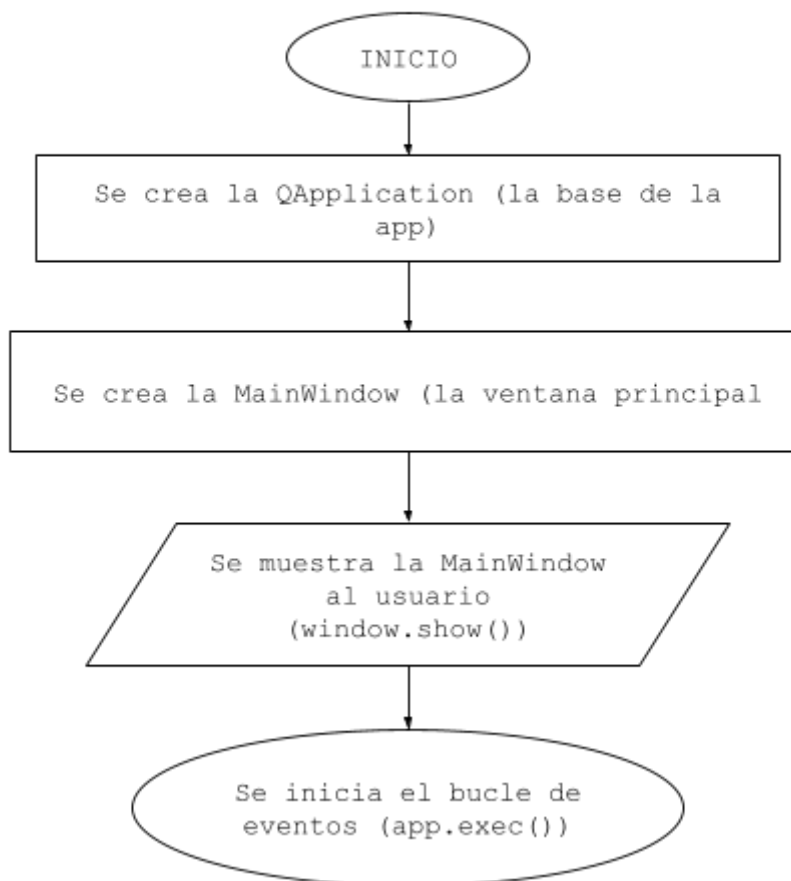 INICIO
Se crea la QApplication (la base de la
app)
Se crea la MainWindow (la ventana principal
Se muestra la MainWindow
al usuario
(window.show())
Se inicia el bucle de
eventos (app.exec())